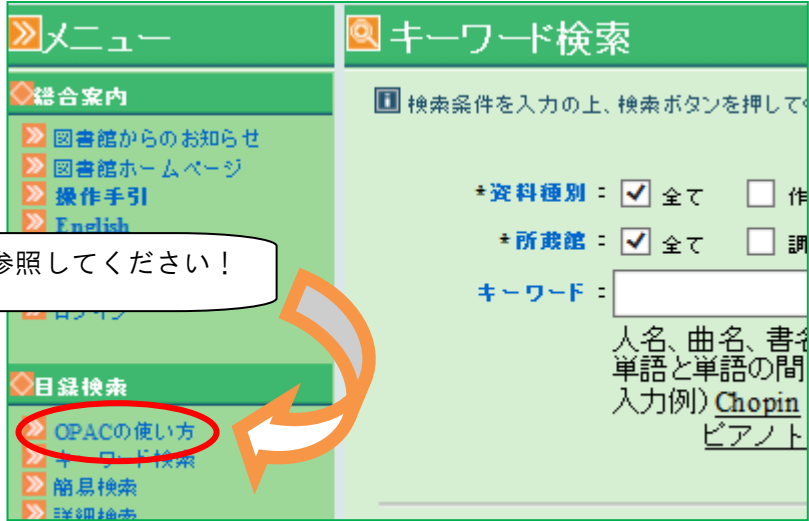 メニュー
総合案内
図書館からのお知らせ
図書館ホームページ
操作手引
English
参照してください！
ログイン
目録検索
OPACの使い方
キーワード検索
簡易検索
詳細検索
キーワード検索
検索条件を入力の上、検索ボタンを押して
*資料種別： 全て 作
*所蔵館： 全て 調
キーワード：
人名、曲名、書名
単語と単語の間
入力例) Chopin
ピアノト